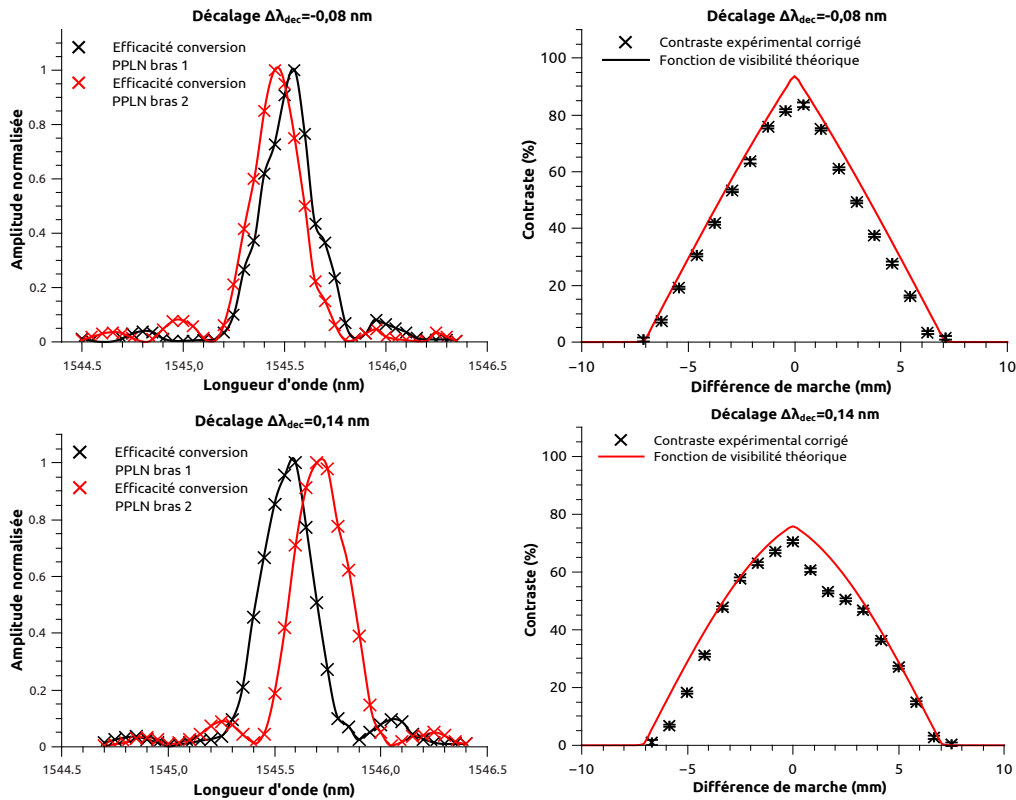 Décalage Δλdec=-0,08 nm
Amplitude normalisée
Efficacité conversion
PPLN bras 1
Efficacité conversion
PPLN bras 2
1
0.8
0.6
0.4
0.2
0
1544.5
1545,0
1545.5
1546,0
1546.5
Longueur d'onde (nm)
Décalage Δλdec=-0,08 nm
Contraste (%)
Contraste expérimental corrigé
Fonction de visibilité théorique
100
80
60
40
20
0
−10
−5
0
5
10
Différence de marche (mm)
Décalage Δλdec=0,14 nm
Amplitude normalisée
Efficacité conversion
PPLN bras 1
Efficacité conversion
PPLN bras 2
1
0.8
0.6
0.4
0.2
0
1544.5
1545,0
1545.5
1546,0
1546.5
Longueur d'onde (nm)
Décalage Δλdec=0,14 nm
Contraste (%)
Contraste expérimental corrigé
Fonction de visibilité théorique
100
80
60
40
20
0
−10
−5
0
5
10
Différence de marche (mm)